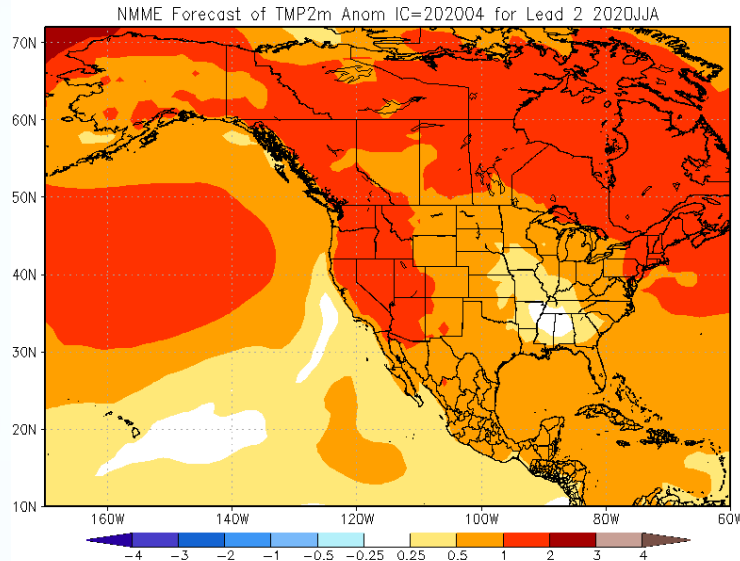 NMME Forecast of TMP2m Anom IC=202004 for Lead 2 2020JJA
70N
60N
50N
40N
30N
20N
10N
160W 140W 120W 100W 80W 60W
-4 -3 -2 -1 -0.5 -0.25 0.25 0.5 1 2 3 4